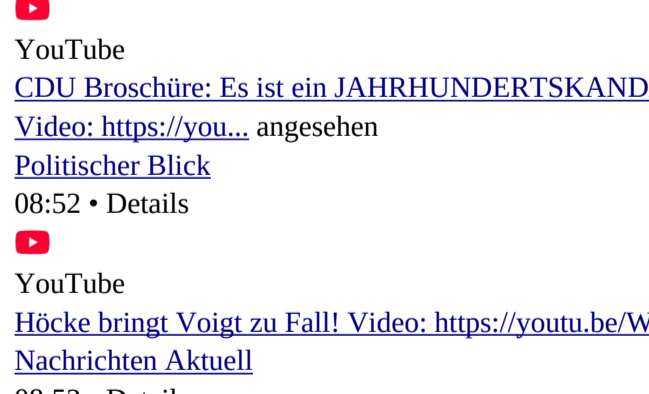 YouTube
CDU Broschüre: Es ist ein JAHRHUNDERTSKAND
Video: https://you... angesehen
Politischer Blick
08:52 • Details
YouTube
Höcke bringt Voigt zu Fall! Video: https://youtu.be/W
Nachrichten Aktuell